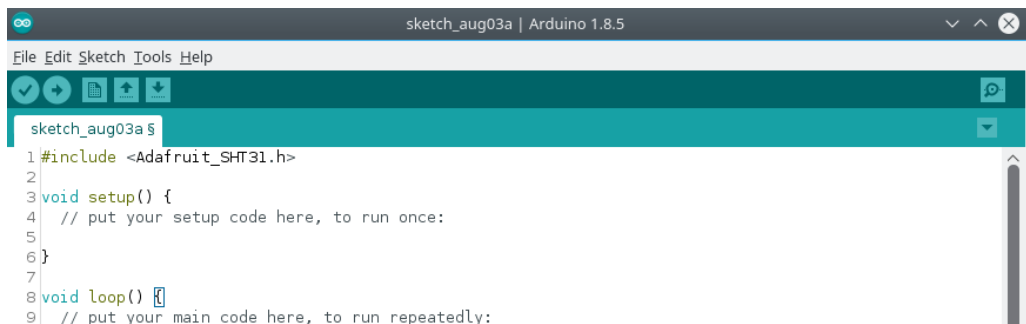 sketch_aug03a | Arduino 1.8.5
File Edit Sketch Tools Help
sketch_aug03a §
1 #include <Adafruit_SHT31.h>
2
3 void setup() {
4   // put your setup code here, to run once:
5
6 }
7
8 void loop() {
9   // put your main code here, to run repeatedly: